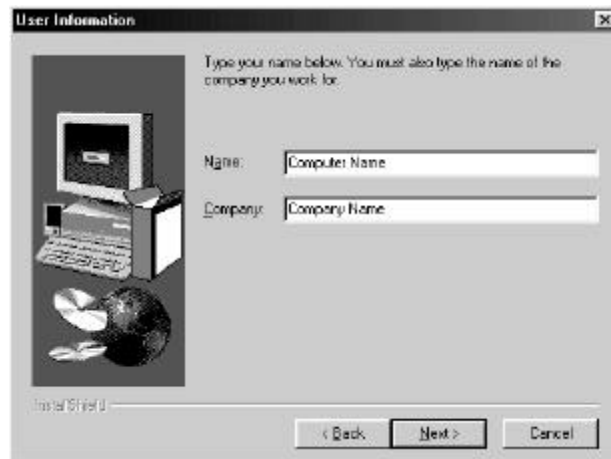 User Information
Type your name below. You must also type the name of the
company you work for.
Name: Computer Name
Company: Company Name
InstallShield
< Back Next > Cancel